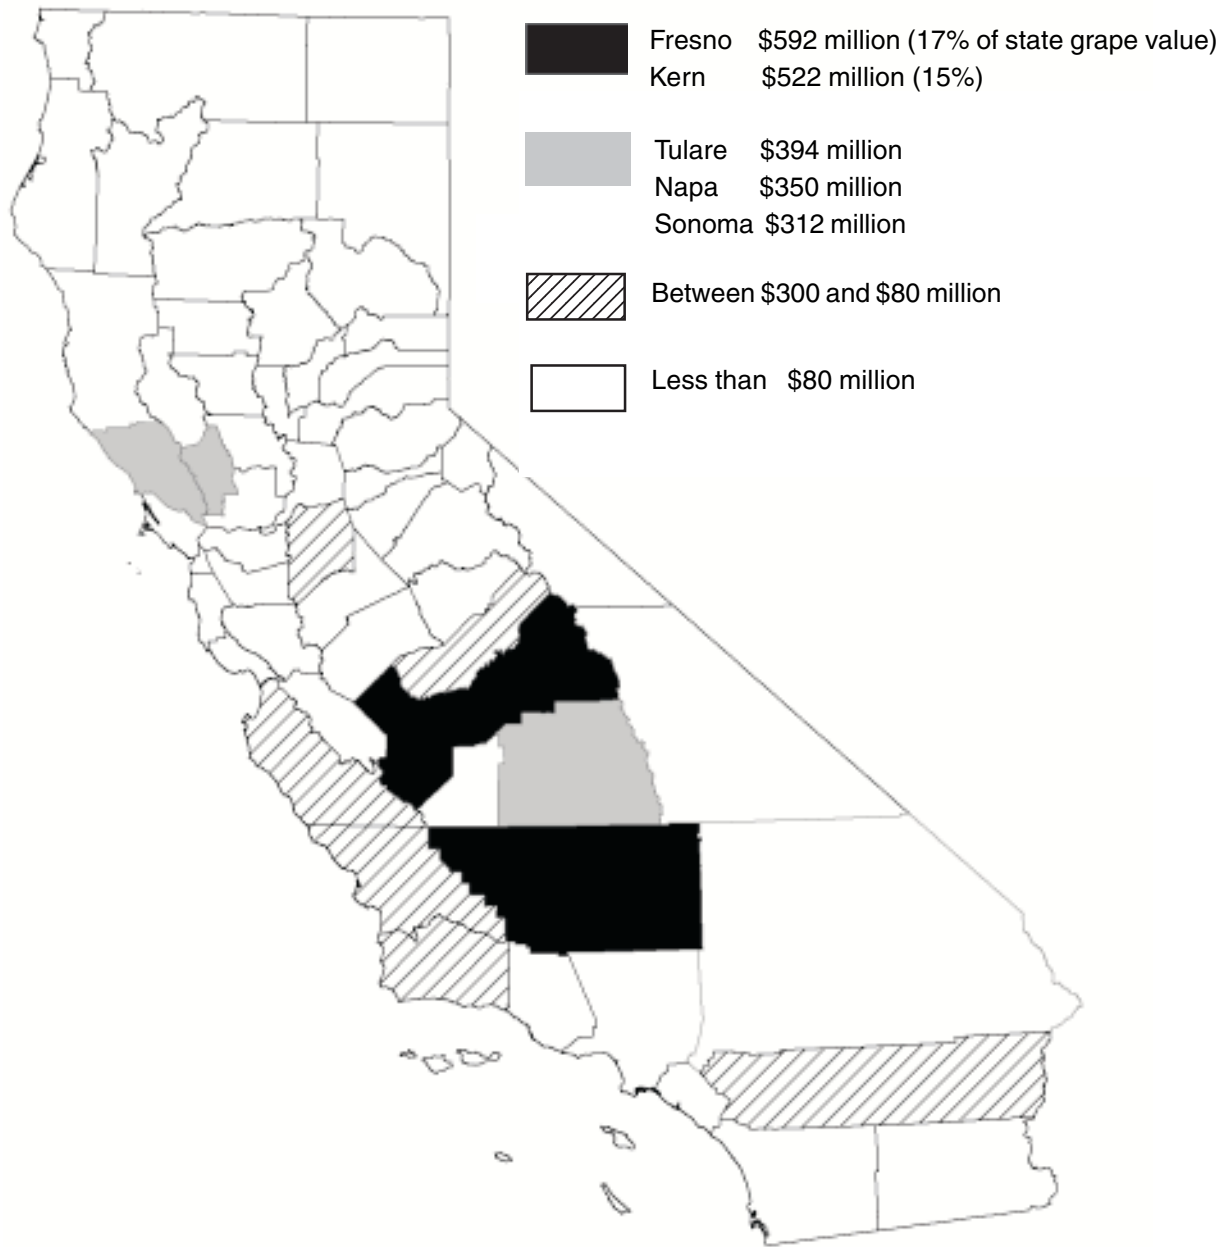 Fresno $592 million (17% of state grape value)
Kern $522 million (15%)
Tulare $394 million
Napa $350 million
Sonoma $312 million
Between $300 and $80 million
Less than $80 million